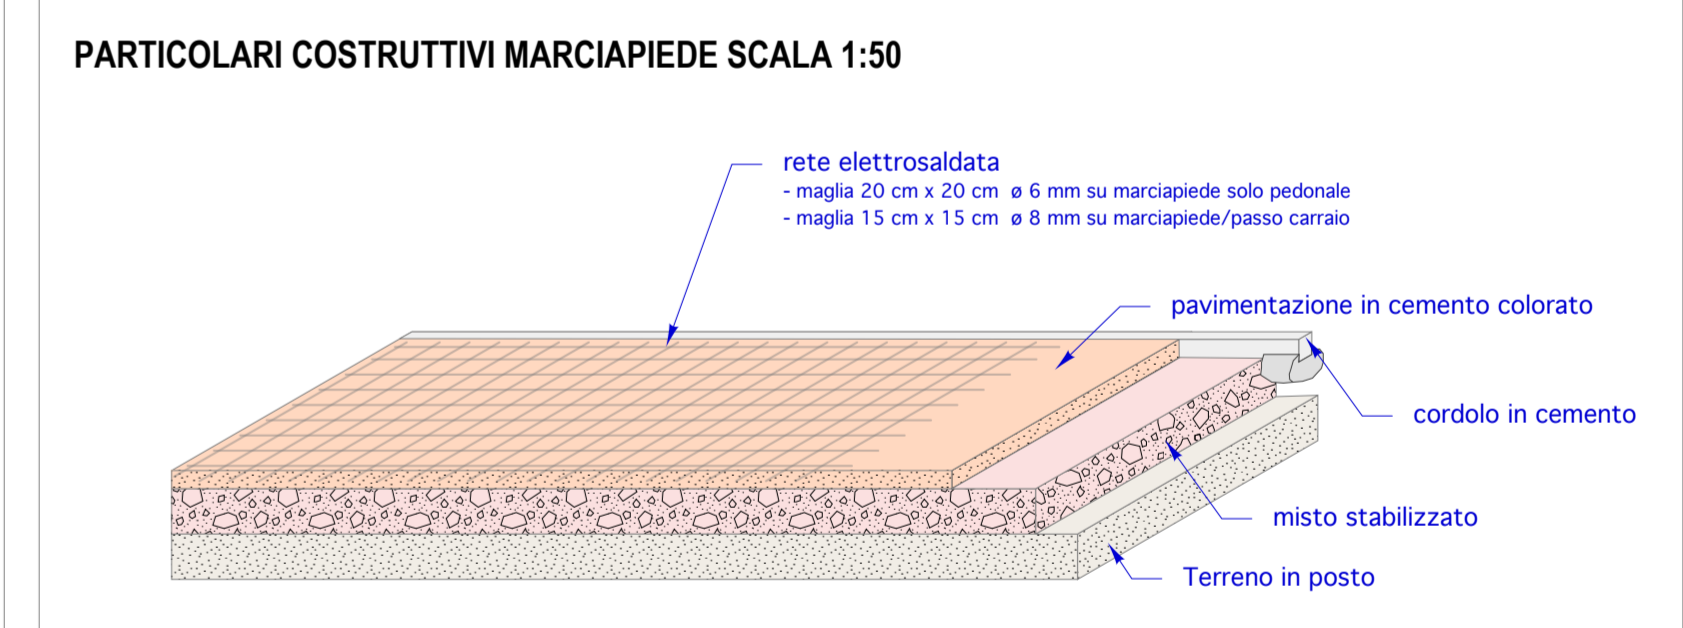 PARTICOLARI COSTRUTTIVI MARCIAPIEDE SCALA 1:50
rete elettrosaldata
- maglia 20 cm x 20 cm  ø 6 mm su marciapiede solo pedonale
- maglia 15 cm x 15 cm  ø 8 mm su marciapiede/passo carraio
pavimentazione in cemento colorato
cordolo in cemento
misto stabilizzato
Terreno in posto